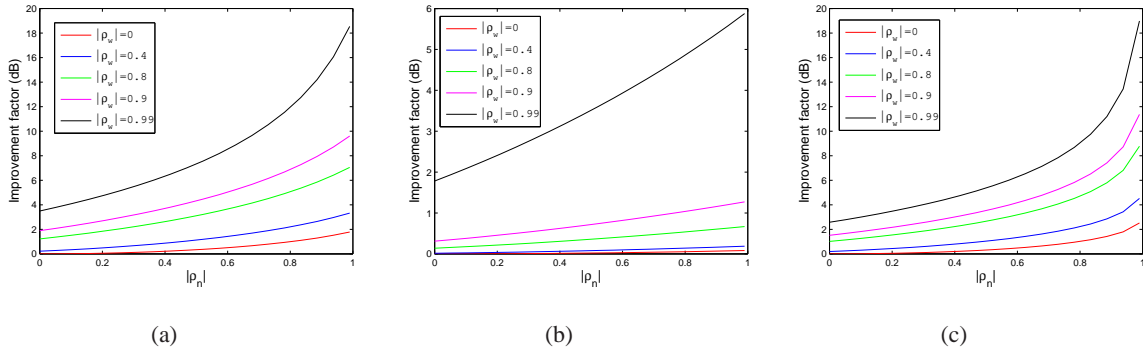 Improvement factor (dB)
20
18
16
14
12
10
8
6
4
2
0
|ρw|=0
|ρw|=0.4
|ρw|=0.8
|ρw|=0.9
|ρw|=0.99
0 0.2 0.4 0.6 0.8 1
|ρn|
(a)
Improvement factor (dB)
6
5
4
3
2
1
0
|ρw|=0
|ρw|=0.4
|ρw|=0.8
|ρw|=0.9
|ρw|=0.99
0 0.2 0.4 0.6 0.8 1
|ρn|
(b)
Improvement factor (dB)
20
18
16
14
12
10
8
6
4
2
0
|ρw|=0
|ρw|=0.4
|ρw|=0.8
|ρw|=0.9
|ρw|=0.99
0 0.2 0.4 0.6 0.8 1
|ρn|
(c)